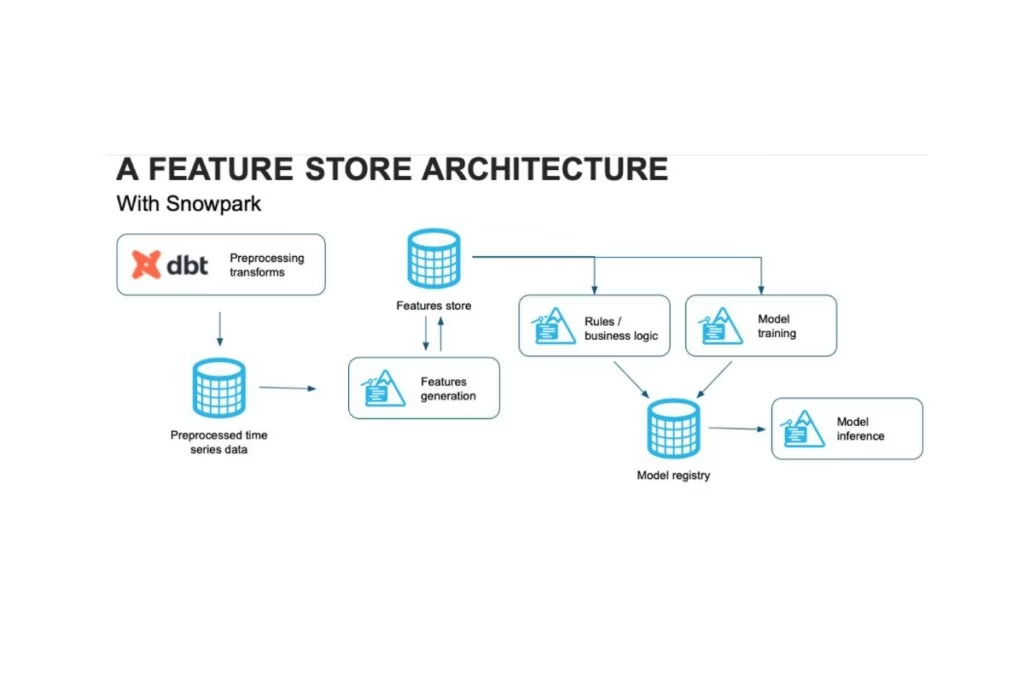 A FEATURE STORE ARCHITECTURE
With Snowpark
dbt
Preprocessing
transforms
Preprocessed time
series data
Features store
Features
generation
Rules /
business logic
Model
training
Model registry
Model
inference